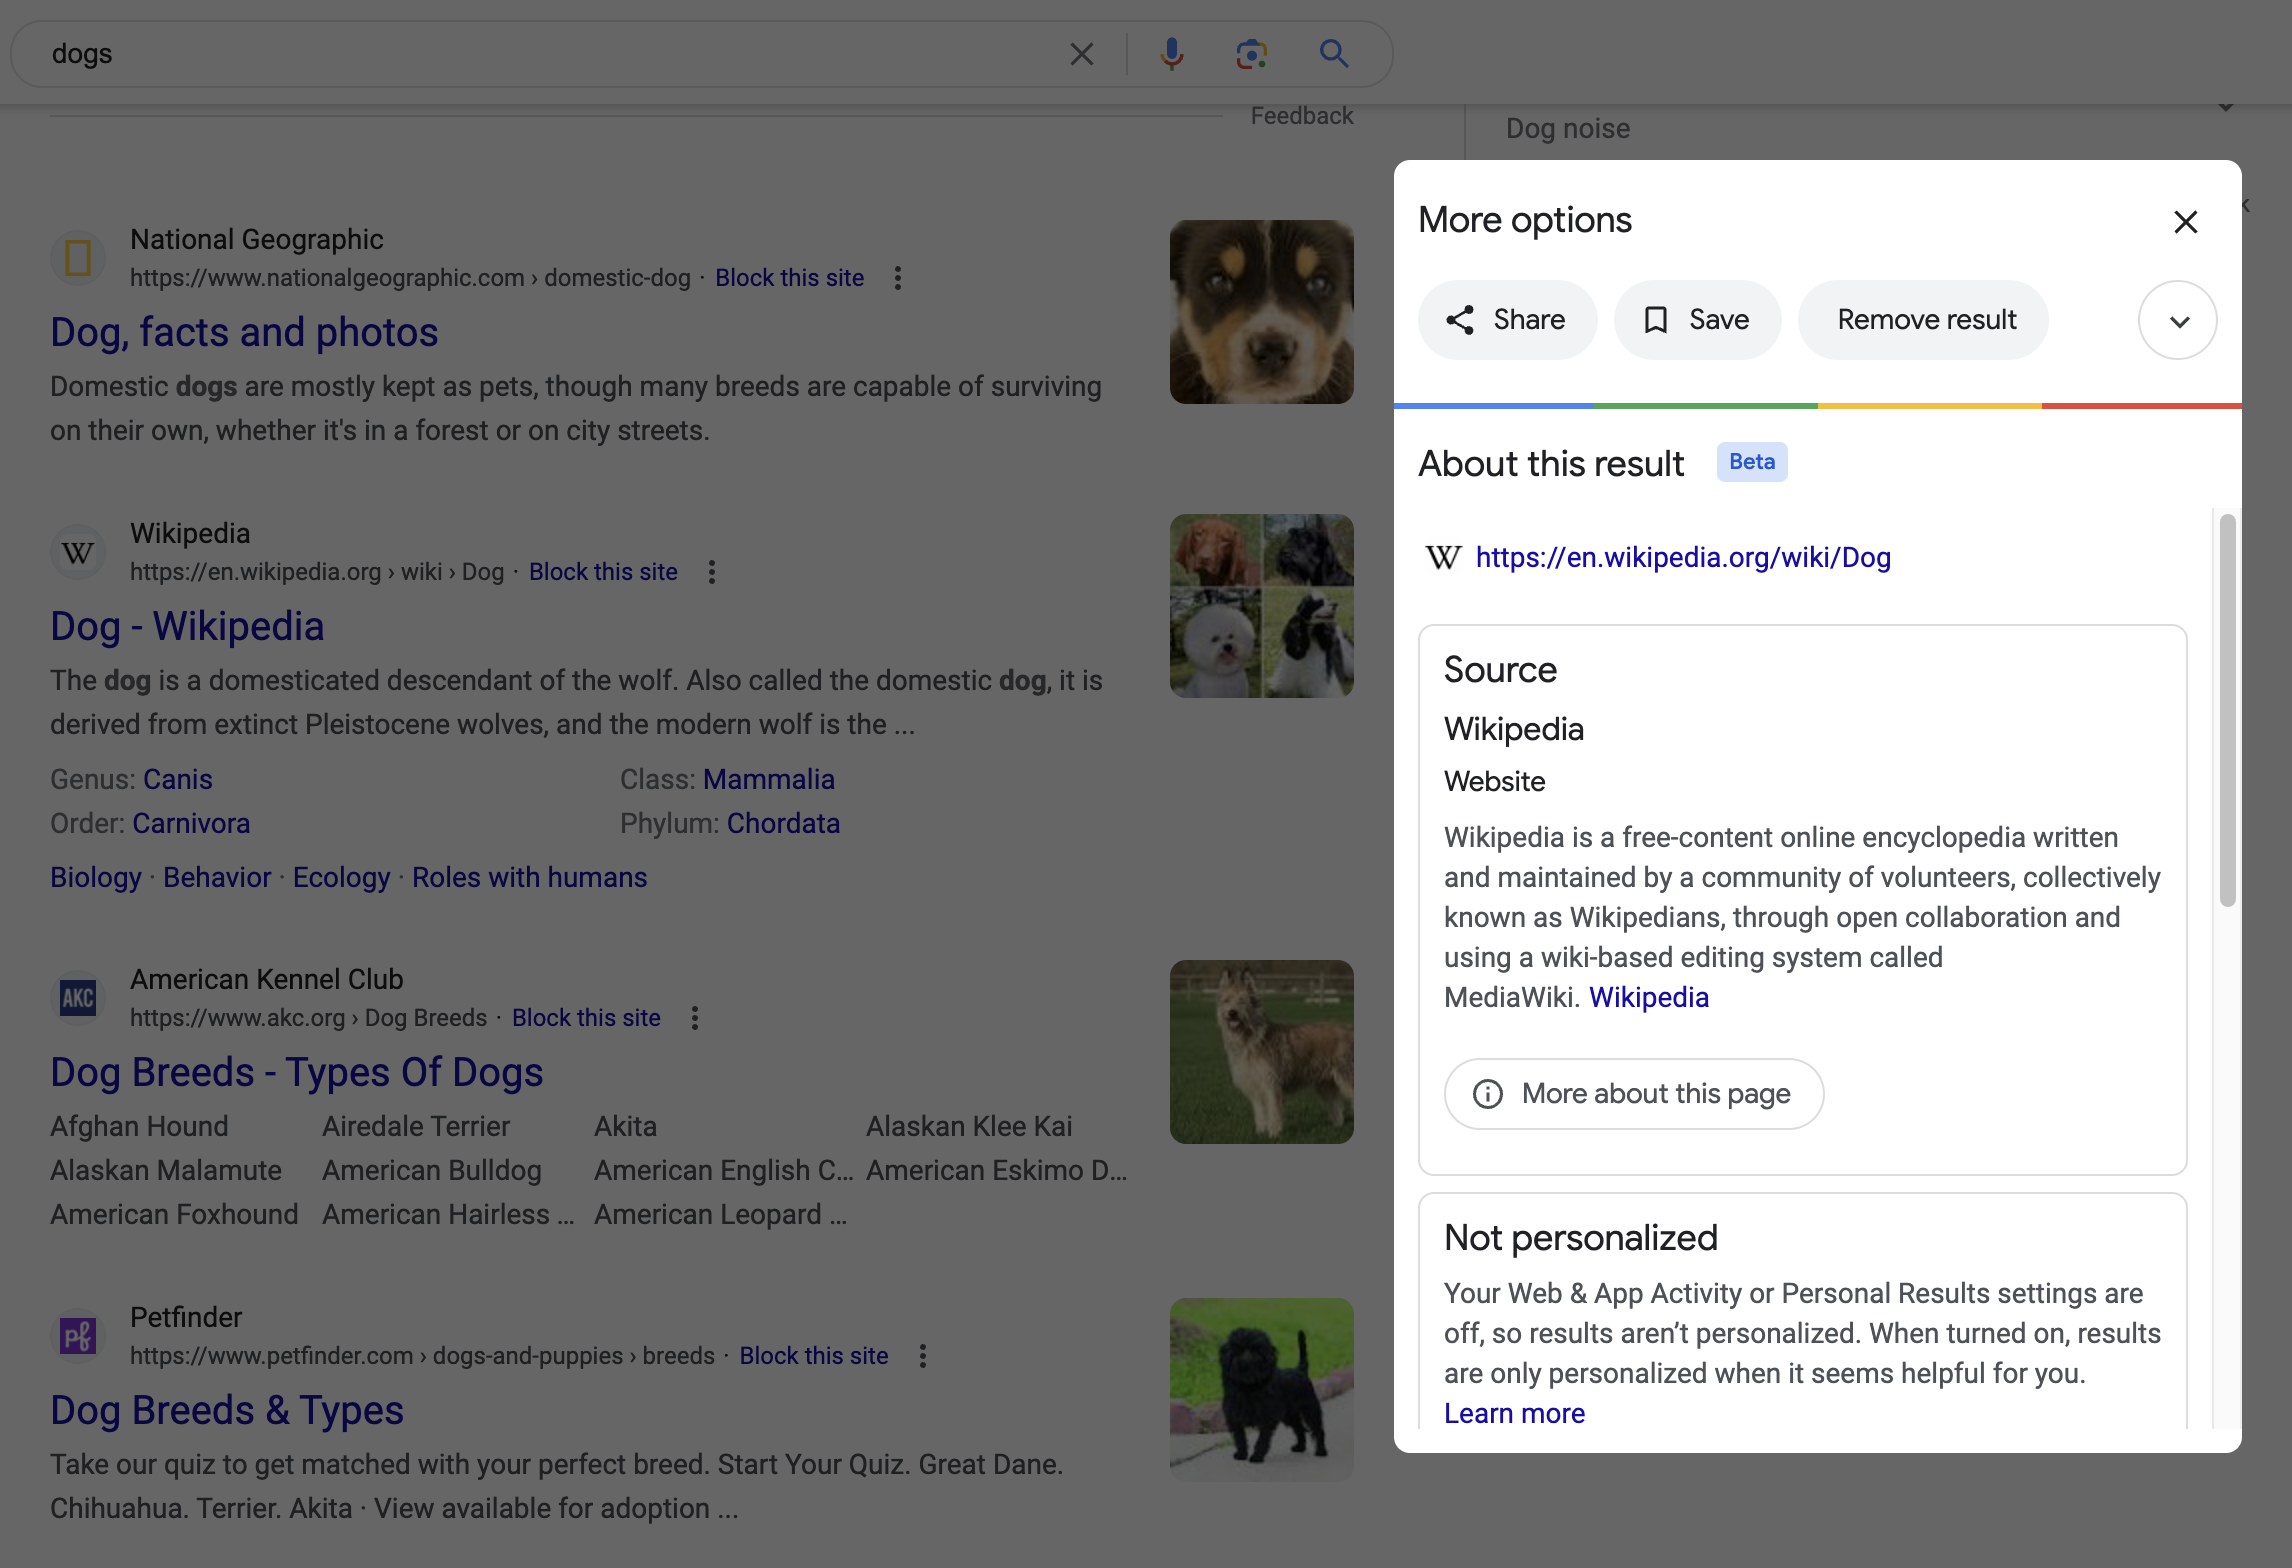 dogs
Feedback
Dog noise
National Geographic
https://www.nationalgeographic.com › domestic-dog · Block this site
Dog, facts and photos
Domestic dogs are mostly kept as pets, though many breeds are capable of surviving
on their own, whether it's in a forest or on city streets.
W
Wikipedia
https://en.wikipedia.org › wiki › Dog · Block this site
Dog - Wikipedia
The dog is a domesticated descendant of the wolf. Also called the domestic dog, it is
derived from extinct Pleistocene wolves, and the modern wolf is the ...
Genus: Canis
Class: Mammalia
Order: Carnivora
Phylum: Chordata
Biology · Behavior · Ecology · Roles with humans
AKC
American Kennel Club
https://www.akc.org › Dog Breeds · Block this site
Dog Breeds - Types Of Dogs
Afghan Hound Airedale Terrier Akita Alaskan Klee Kai
Alaskan Malamute American Bulldog American English C... American Eskimo D...
American Foxhound American Hairless ... American Leopard ...
pf
Petfinder
https://www.petfinder.com › dogs-and-puppies › breeds · Block this site
Dog Breeds & Types
Take our quiz to get matched with your perfect breed. Start Your Quiz. Great Dane.
Chihuahua. Terrier. Akita · View available for adoption ...
More options
Share Save Remove result
About this result Beta
W https://en.wikipedia.org/wiki/Dog
Source
Wikipedia
Website
Wikipedia is a free-content online encyclopedia written
and maintained by a community of volunteers, collectively
known as Wikipedians, through open collaboration and
using a wiki-based editing system called
MediaWiki. Wikipedia
More about this page
Not personalized
Your Web & App Activity or Personal Results settings are
off, so results aren’t personalized. When turned on, results
are only personalized when it seems helpful for you.
Learn more